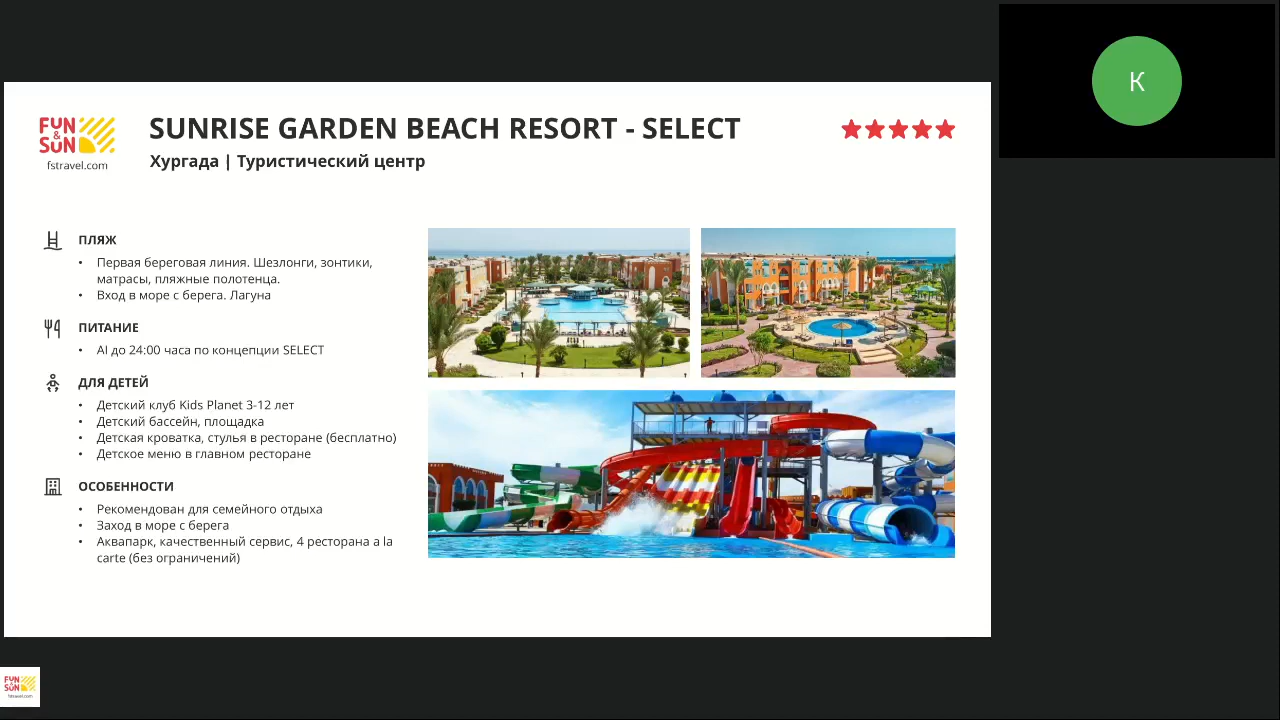 K
FUN
&
SUN
fstravel.com
SUNRISE GARDEN BEACH RESORT - SELECT
Хургада | Туристический центр
ПЛЯЖ
• Первая береговая линия. Шезлонги, зонтики,
матрасы, пляжные полотенца.
• Вход в море с берега. Лагуна
ПИТАНИЕ
• AI до 24:00 часа по концепции SELECT
ДЛЯ ДЕТЕЙ
• Детский клуб Kids Planet 3-12 лет
• Детский бассейн, площадка
• Детская кроватка, стулья в ресторане (бесплатно)
• Детское меню в главном ресторане
ОСОБЕННОСТИ
• Рекомендован для семейного отдыха
• Заход в море с берега
• Аквапарк, качественный сервис, 4 ресторана a la
carte (без ограничений)
FUN
&
SUN
fstravel.com